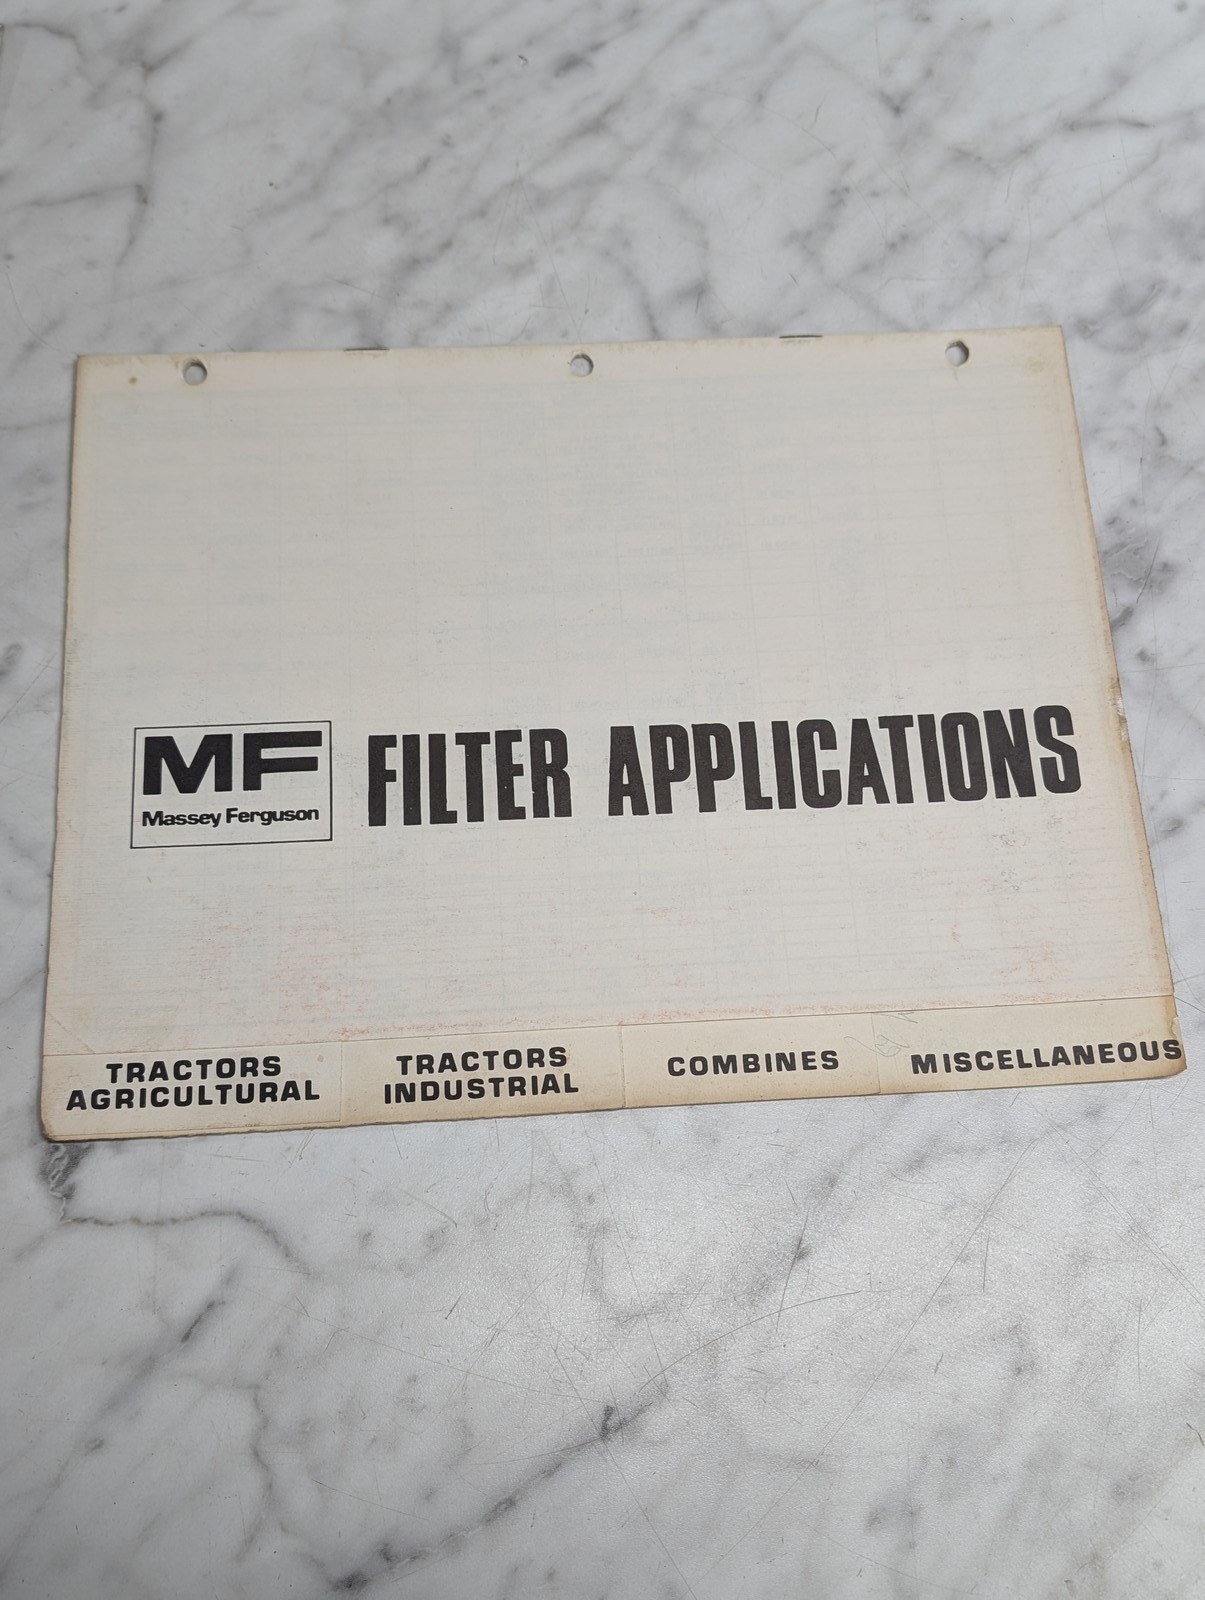 MF
Massey Ferguson
FILTER APPLICATIONS
TRACTORS
AGRICULTURAL
TRACTORS
INDUSTRIAL
COMBINES
MISCELLANEOUS